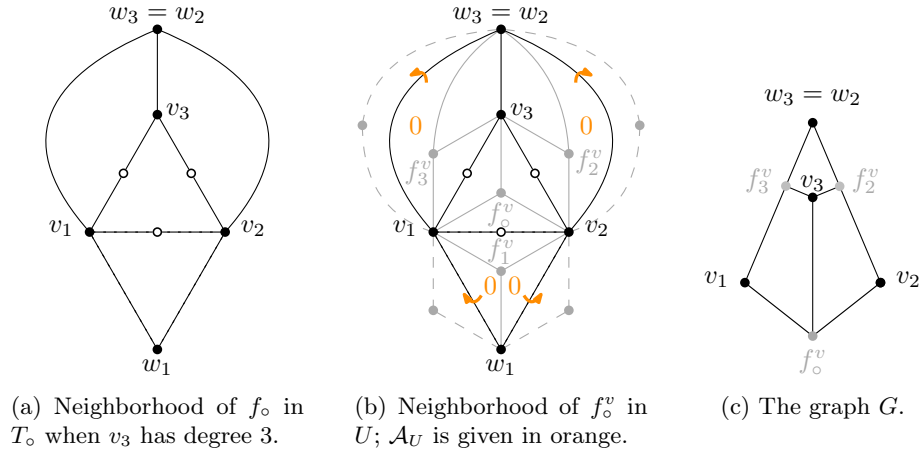 w₃ = w₂
v₃
v₁
v₂
w₁
(a) Neighborhood of f∘ in
T∘ when v₃ has degree 3.
w₃ = w₂
0
0
v₃
f₃ᵛ
f₂ᵛ
f∘ᵛ
v₁
v₂
f₁ᵛ
0
0
w₁
(b) Neighborhood of f∘ᵛ in
U; 𝒜_U is given in orange.
w₃ = w₂
f₃ᵛ
v₃
f₂ᵛ
v₁
v₂
f∘ᵛ
(c) The graph G.